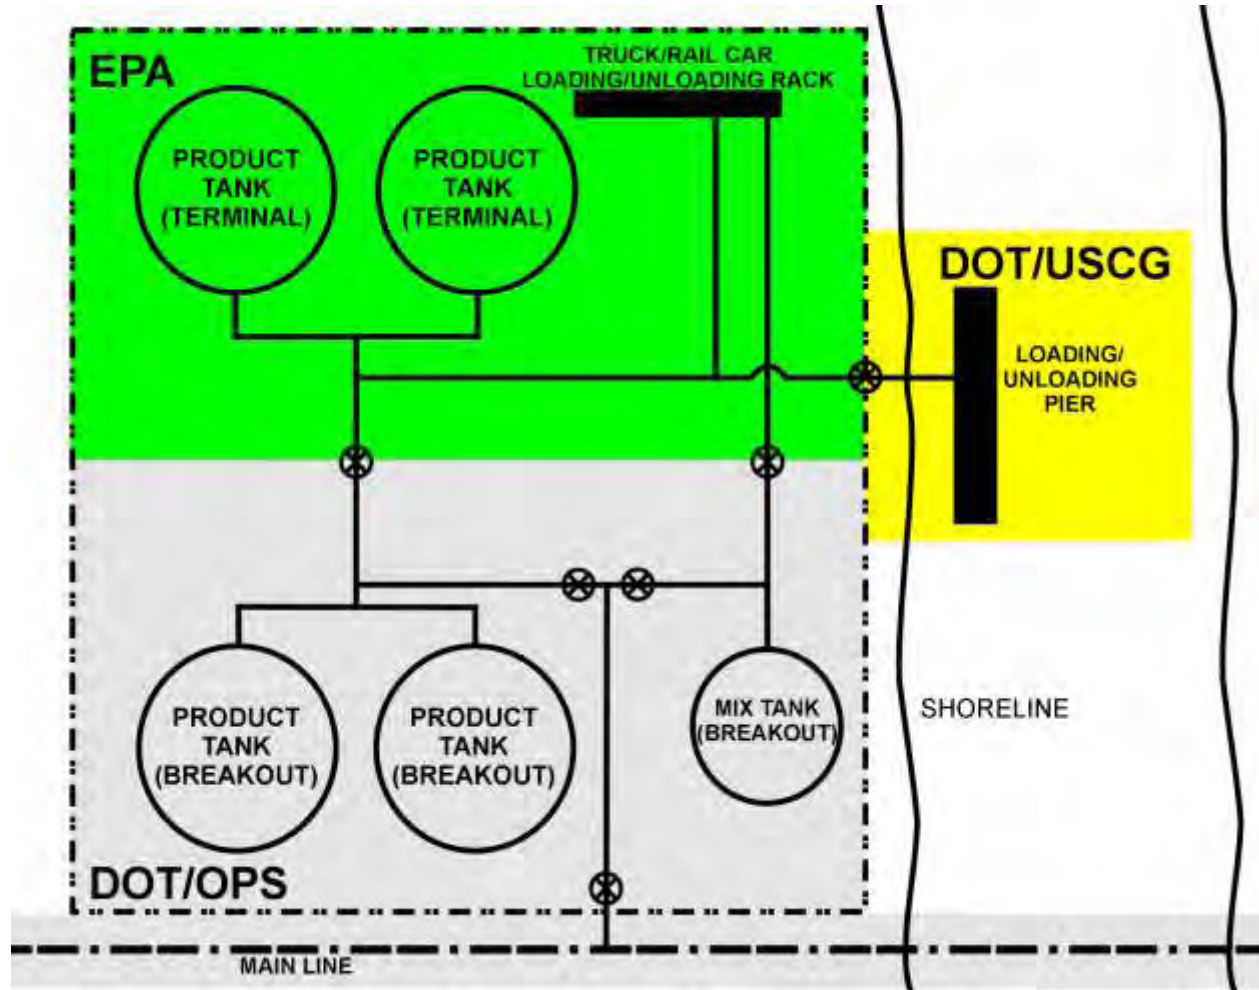 EPA
TRUCK/RAIL CAR
LOADING/UNLOADING RACK
PRODUCT
TANK
(TERMINAL)
PRODUCT
TANK
(TERMINAL)
DOT/USCG
LOADING/
UNLOADING
PIER
PRODUCT
TANK
(BREAKOUT)
PRODUCT
TANK
(BREAKOUT)
MIX TANK
(BREAKOUT)
SHORELINE
DOT/OPS
MAIN LINE